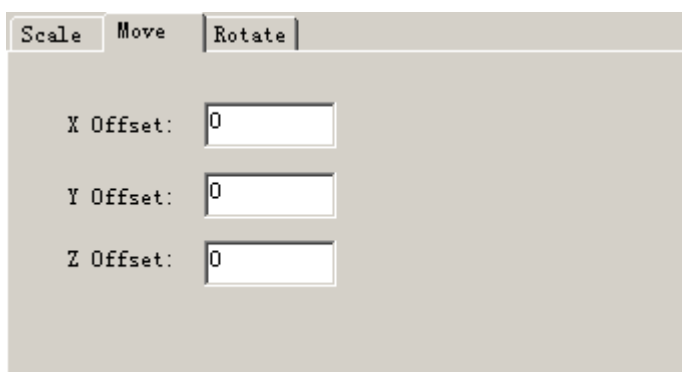 Scale Move Rotate
X Offset: 0
Y Offset: 0
Z Offset: 0